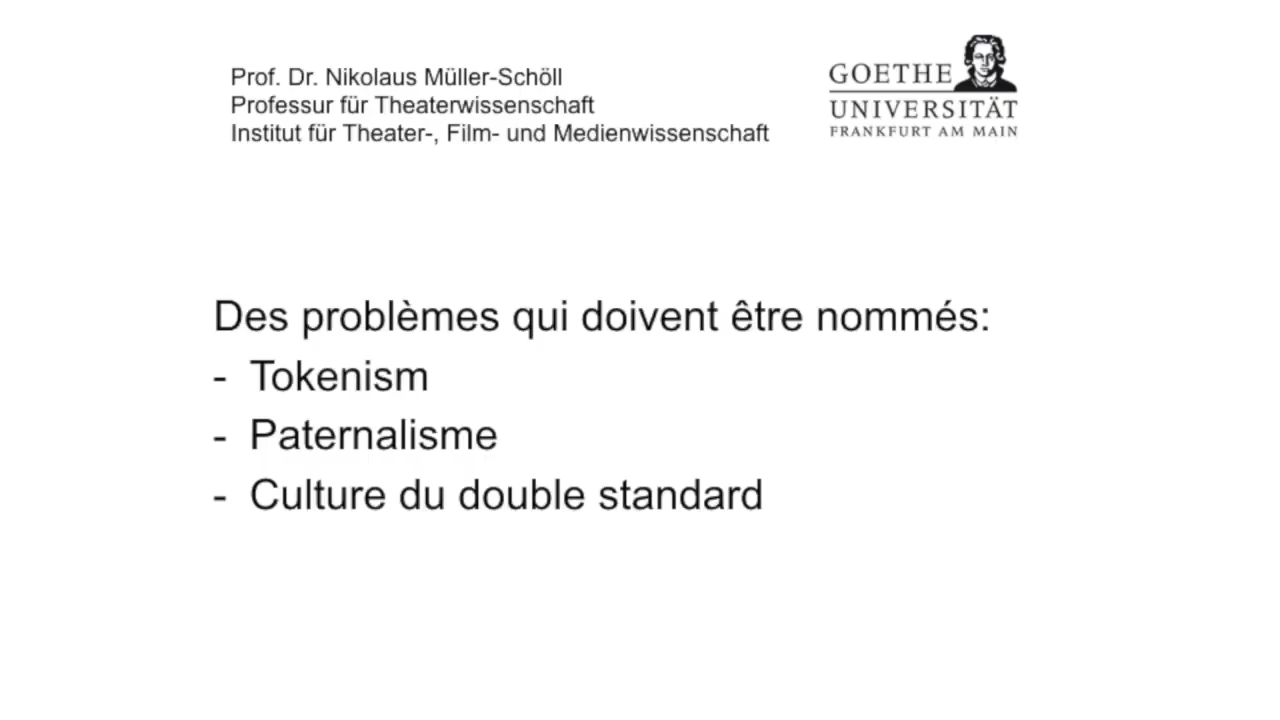 Prof. Dr. Nikolaus Müller-Schöll
Professur für Theaterwissenschaft
Institut für Theater-, Film- und Medienwissenschaft
GOETHE
UNIVERSITÄT
FRANKFURT AM MAIN
Des problèmes qui doivent être nommés:
- Tokenism
- Paternalisme
- Culture du double standard